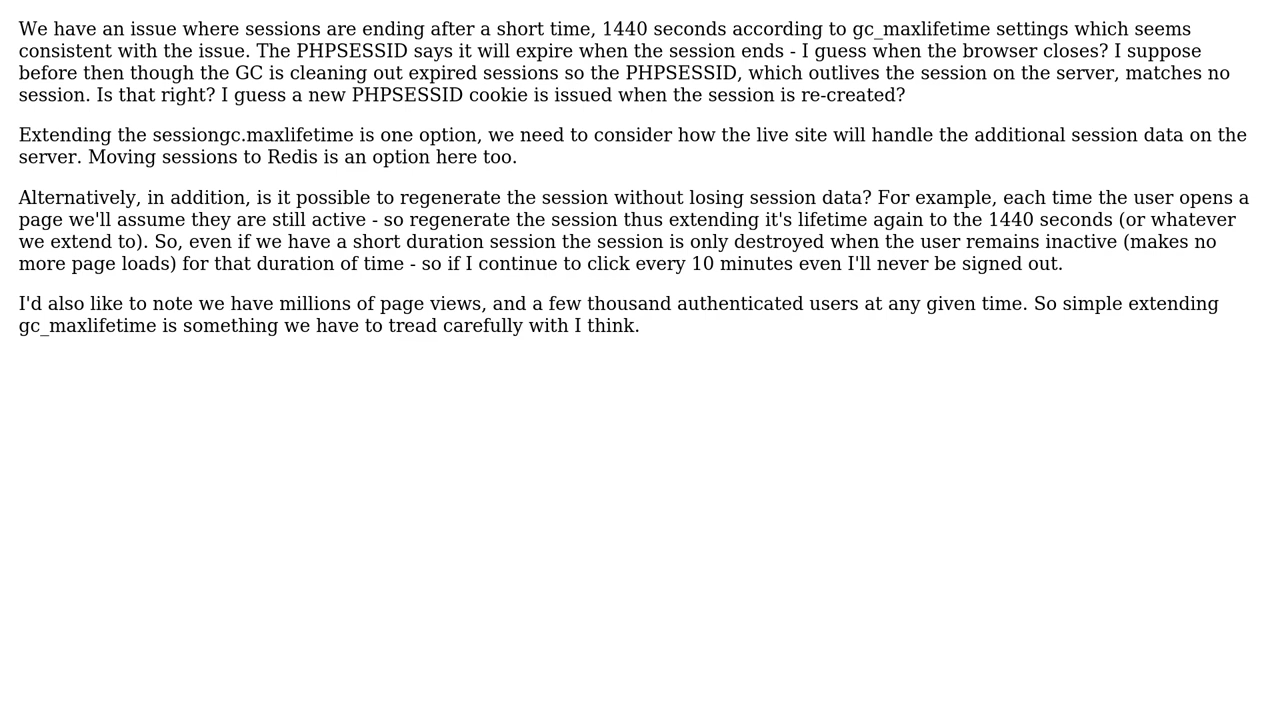 We have an issue where sessions are ending after a short time, 1440 seconds according to gc_maxlifetime settings which seems
consistent with the issue. The PHPSESSID says it will expire when the session ends - I guess when the browser closes? I suppose
before then though the GC is cleaning out expired sessions so the PHPSESSID, which outlives the session on the server, matches no
session. Is that right? I guess a new PHPSESSID cookie is issued when the session is re-created?
Extending the sessiongc.maxlifetime is one option, we need to consider how the live site will handle the additional session data on the
server. Moving sessions to Redis is an option here too.
Alternatively, in addition, is it possible to regenerate the session without losing session data? For example, each time the user opens a
page we'll assume they are still active - so regenerate the session thus extending it's lifetime again to the 1440 seconds (or whatever
we extend to). So, even if we have a short duration session the session is only destroyed when the user remains inactive (makes no
more page loads) for that duration of time - so if I continue to click every 10 minutes even I'll never be signed out.
I'd also like to note we have millions of page views, and a few thousand authenticated users at any given time. So simple extending
gc_maxlifetime is something we have to tread carefully with I think.